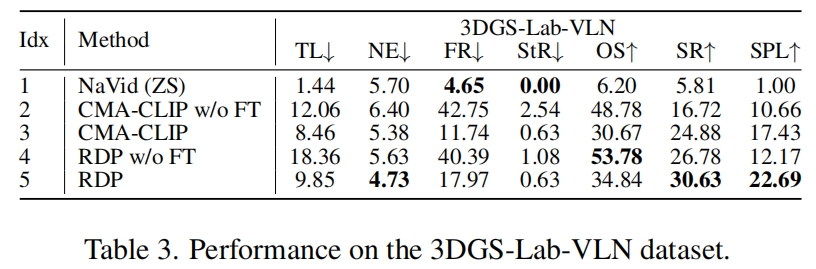 Idx Method 3DGS-Lab-VLN
TL↓ NE↓ FR↓ StR↓ OS↑ SR↑ SPL↑
1 NaVid (ZS) 1.44 5.70 4.65 0.00 6.20 5.81 1.00
2 CMA-CLIP w/o FT 12.06 6.40 42.75 2.54 48.78 16.72 10.66
3 CMA-CLIP 8.46 5.38 11.74 0.63 30.67 24.88 17.43
4 RDP w/o FT 18.36 5.63 40.39 1.08 53.78 26.78 12.17
5 RDP 9.85 4.73 17.97 0.63 34.84 30.63 22.69
Table 3. Performance on the 3DGS-Lab-VLN dataset.